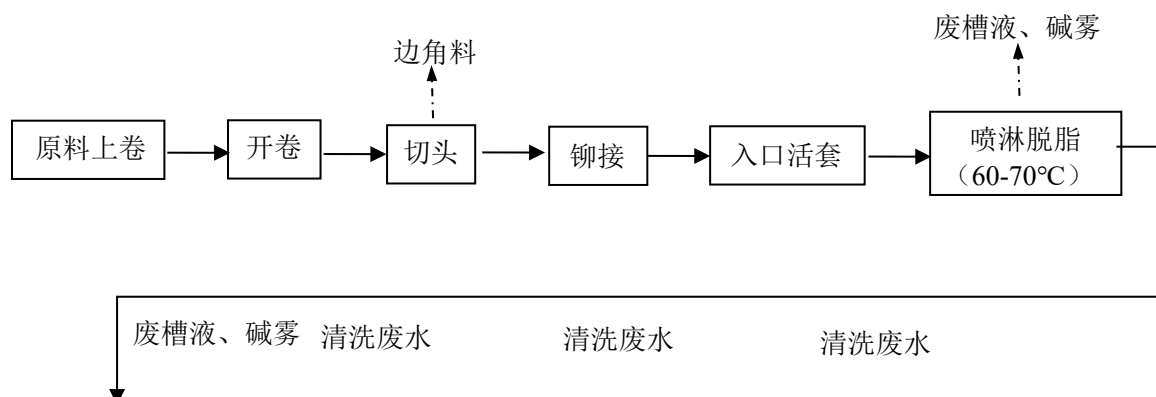 废槽液、碱雾
边角料
原料上卷
开卷
切头
铆接
入口活套
喷淋脱脂
（60-70℃）
废槽液、碱雾
清洗废水
清洗废水
清洗废水